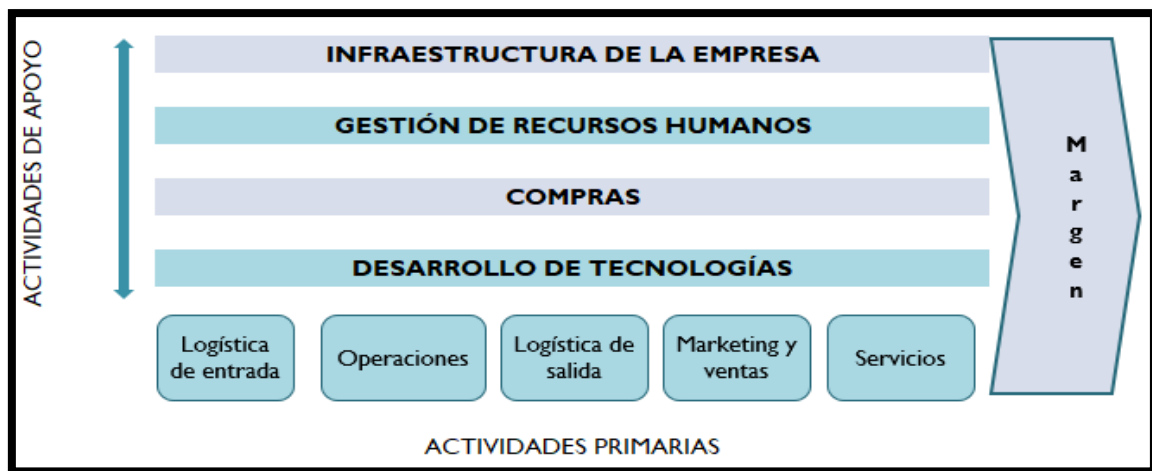 ACTIVIDADES DE APOYO
INFRAESTRUCTURA DE LA EMPRESA
GESTIÓN DE RECURSOS HUMANOS
COMPRAS
DESARROLLO DE TECNOLOGÍAS
Margen
Logística
de entrada
Operaciones
Logística de
salida
Marketing y
ventas
Servicios
ACTIVIDADES PRIMARIAS